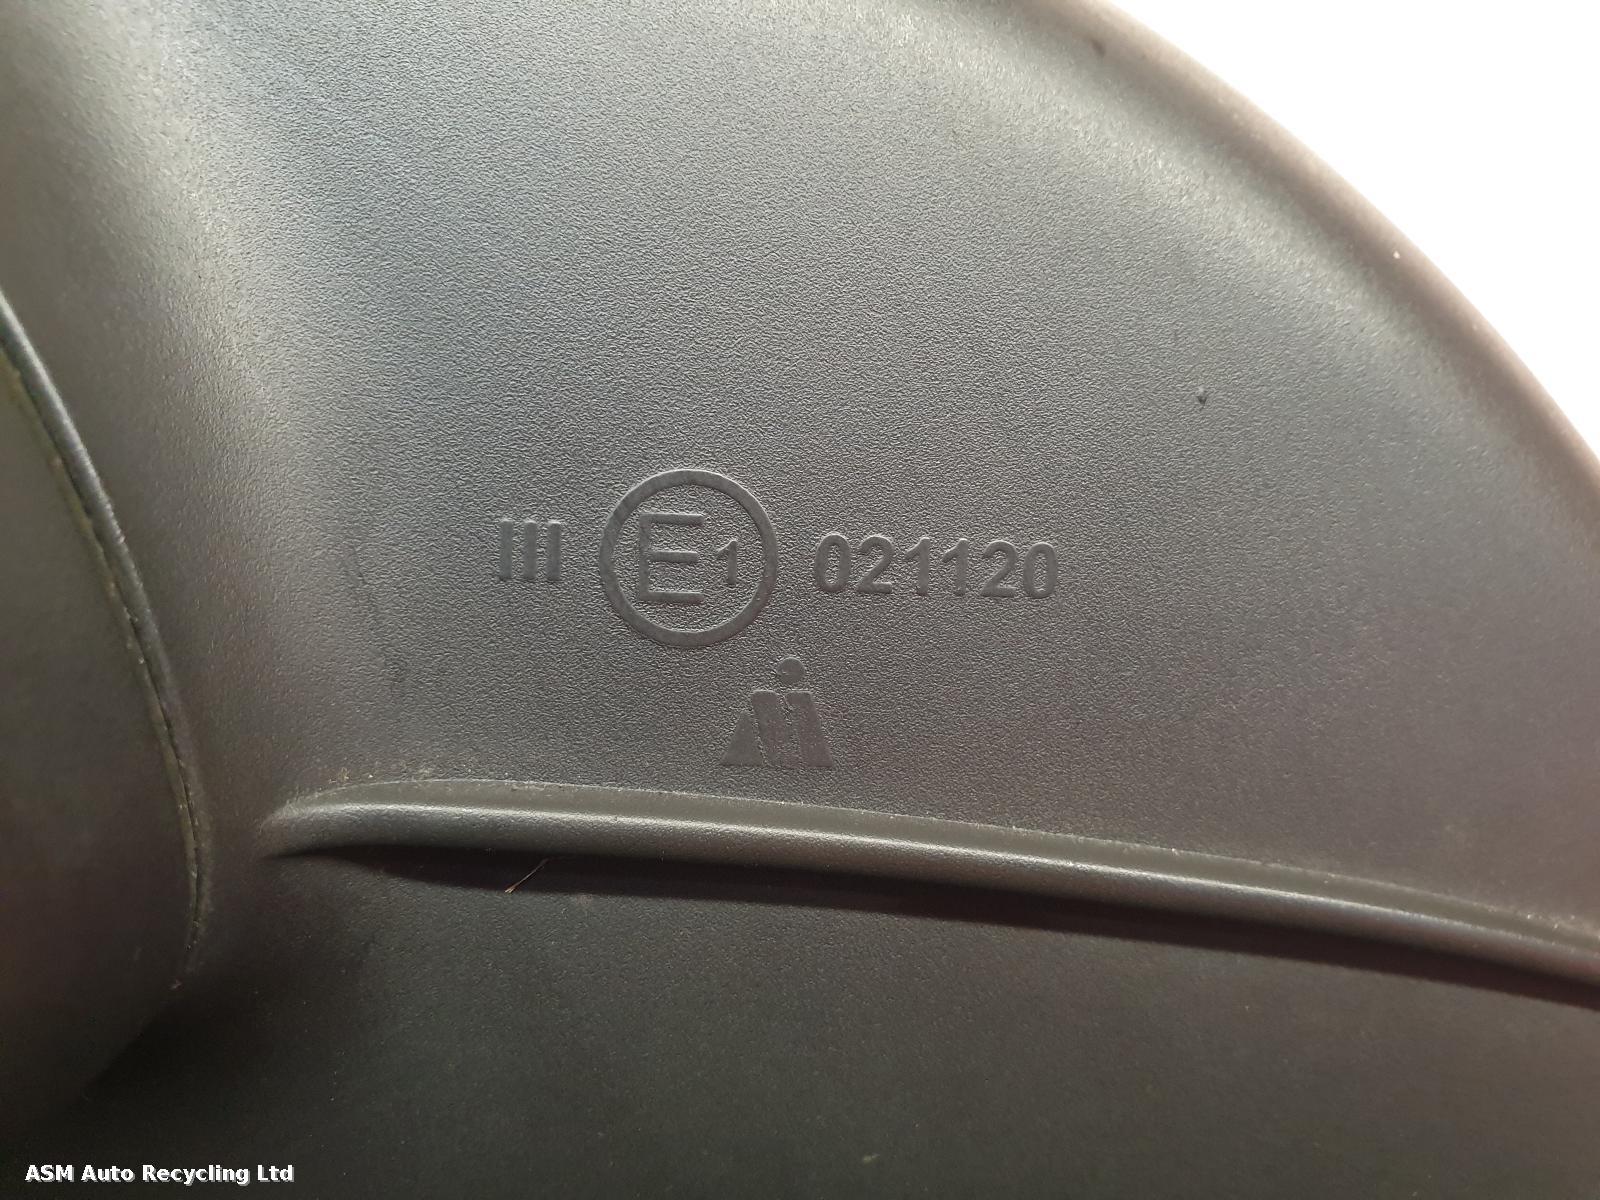 III E1 021120
ASM Auto Recycling Ltd